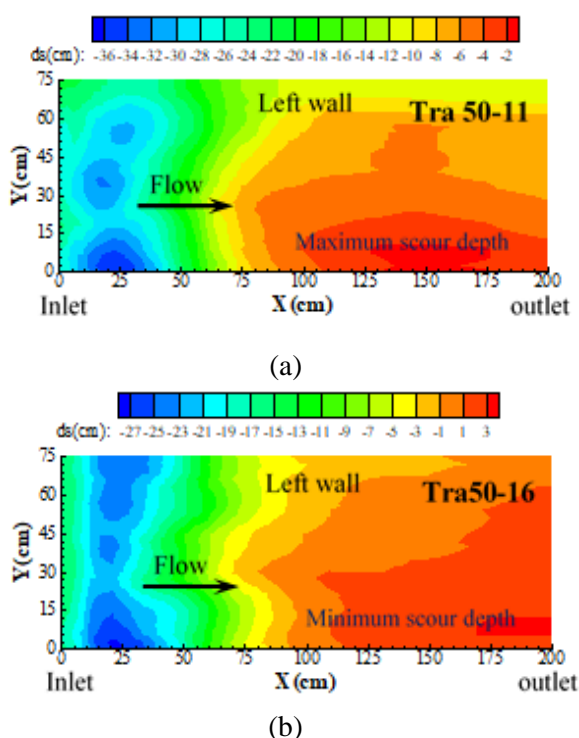 ds(cm): -36 -34 -32 -30 -28 -26 -24 -22 -20 -18 -16 -14 -12 -10 -8 -6 -4 -2
75
60
45
30
15
0
Y(cm)
Left wall
Tra 50-11
Flow
Maximum scour depth
0 25 50 75 100 125 150 175 200
Inlet
X (cm)
outlet
(a)
ds(cm): -27 -25 -23 -21 -19 -17 -15 -13 -11 -9 -7 -5 -3 -1 1 3
75
60
45
30
15
0
Y(cm)
Left wall
Tra50-16
Flow
Minimum scour depth
0 25 50 75 100 125 150 175 200
Inlet
X (cm)
outlet
(b)